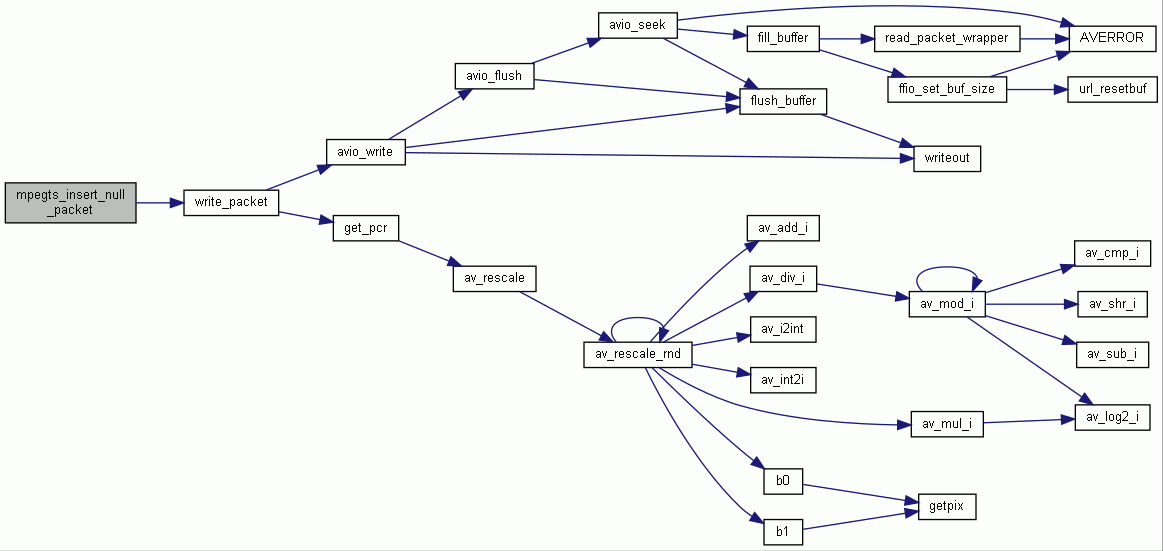 mpegts_insert_null
_packet
write_packet
avio_write
get_pcr
avio_flush
av_rescale
avio_seek
av_rescale_rnd
fill_buffer
flush_buffer
av_add_i
av_div_i
av_i2int
av_int2i
b0
b1
read_packet_wrapper
ffio_set_buf_size
writeout
av_mod_i
av_mul_i
getpix
AVERROR
url_resetbuf
av_cmp_i
av_shr_i
av_sub_i
av_log2_i